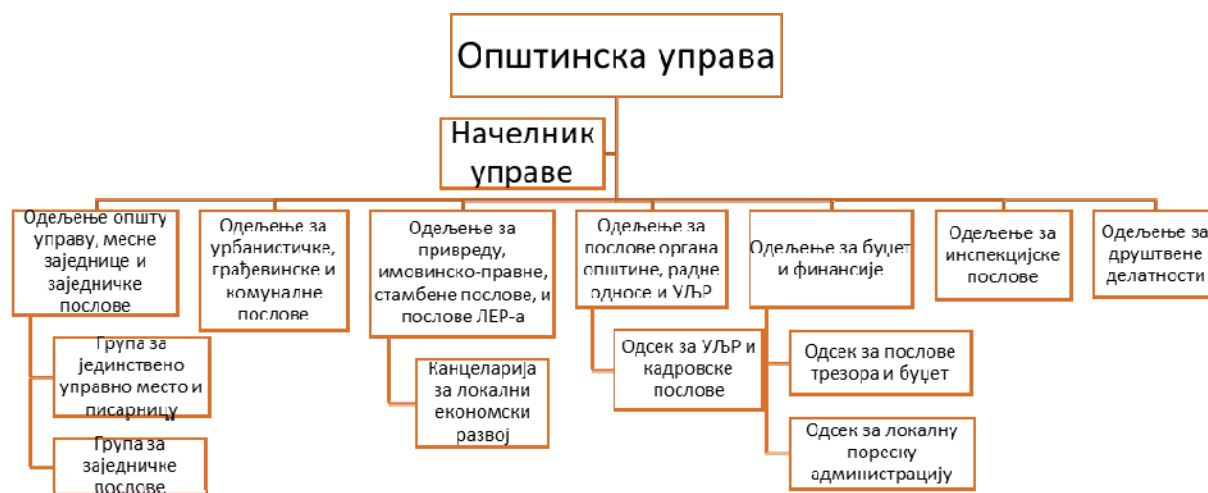 Општинска управа
Начелник
управе
Одељење општу
управу, месне
заједнице и
заједничке
послове
Одељење за
урбанистичке,
грађевинске и
комуналне
послове
Одељење за
привреду,
имовинско-правне,
стамбене послове, и
послове ЛЕР-а
Одељење за
послове органа
општине, радне
односе и УЉР
Одељење за буџет
и финансије
Одељење за
инспекцијске
послове
Одељење за
друштвене
делатности
Група за
јединствено
управно место и
писарницу
Група за
заједничке
послове
Канцеларија
за локални
економски
развој
Одсек за УЉР и
кадровске
послове
Одсек за послове
трезора и буџет
Одсек за локалну
пореску
администрацију